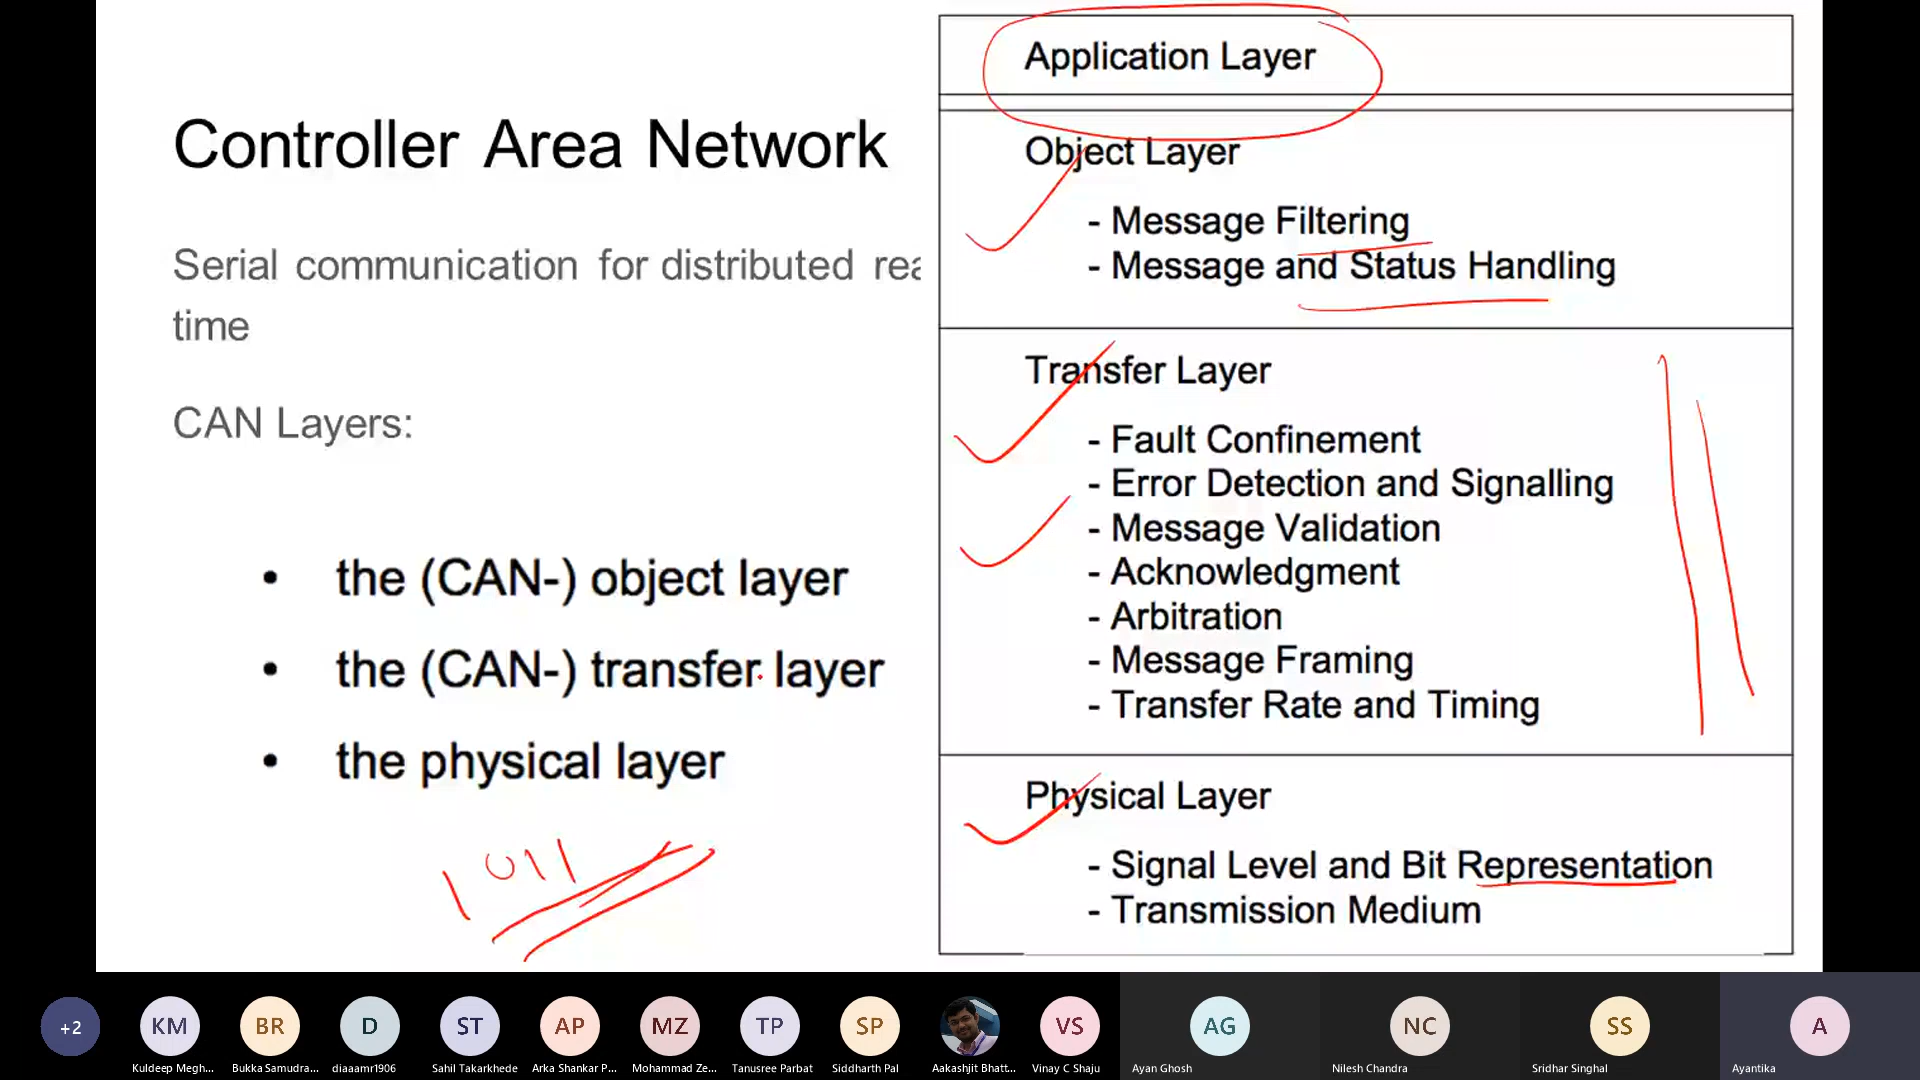 Controller Area Network
Serial communication for distributed rea
time
CAN Layers:
• the (CAN-) object layer
• the (CAN-) transfer layer
• the physical layer
1011
Application Layer
Object Layer
- Message Filtering
- Message and Status Handling
Transfer Layer
- Fault Confinement
- Error Detection and Signalling
- Message Validation
- Acknowledgment
- Arbitration
- Message Framing
- Transfer Rate and Timing
Physical Layer
- Signal Level and Bit Representation
- Transmission Medium
+2
KM
BR
D
ST
AP
MZ
TP
SP
VS
AG
NC
SS
A
Kuldeep Megh...
Bukka Samudra...
diaaamr1906
Sahil Takarkhede
Arka Shankar P...
Mohammad Ze...
Tanusree Parbat
Siddharth Pal
Aakashjit Bhatt...
Vinay C Shaju
Ayan Ghosh
Nilesh Chandra
Sridhar Singhal
Ayantika